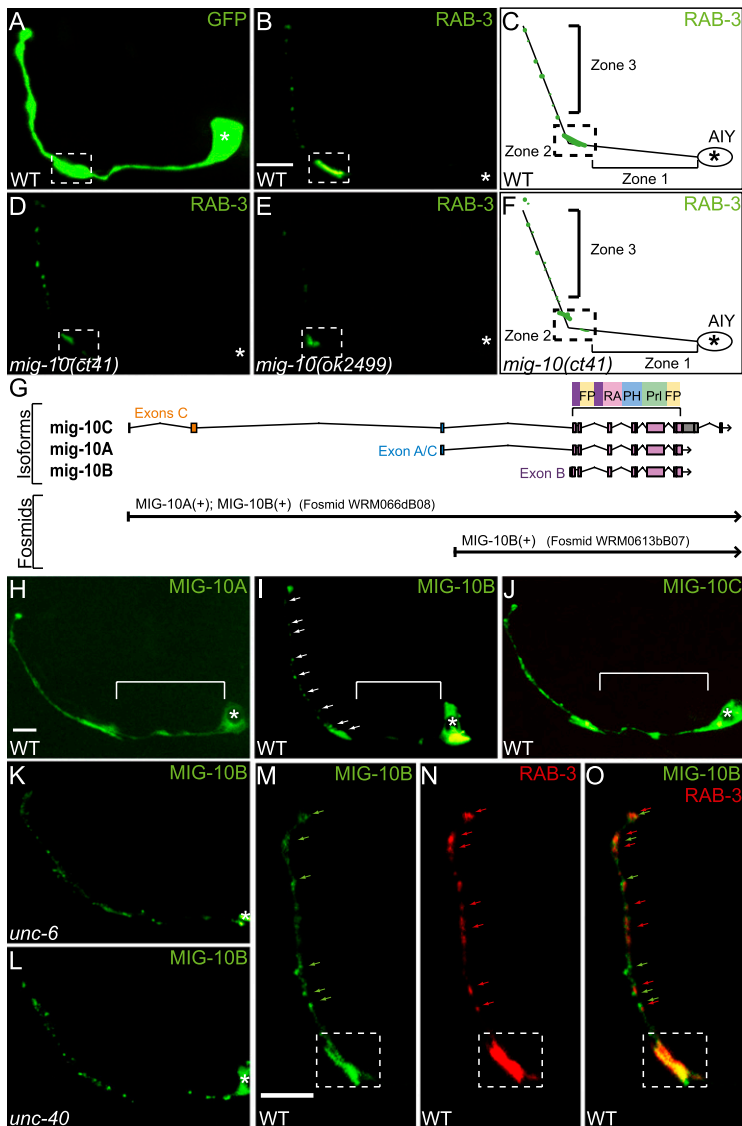 A GFP * WT
B RAB-3 * WT
C RAB-3 Zone 3 AIY * Zone 2 Zone 1 WT
D RAB-3 * mig-10(ct41)
E RAB-3 * mig-10(ok2499)
F RAB-3 Zone 3 AIY * Zone 2 Zone 1 mig-10(ct41)
G
FP RA PH Prl FP
Isoforms
Exons C
mig-10C
mig-10A Exon A/C
mig-10B Exon B
Fosmids
MIG-10A(+); MIG-10B(+) (Fosmid WRM066dB08)
MIG-10B(+) (Fosmid WRM0613bB07)
H MIG-10A * WT
I MIG-10B * WT
J MIG-10C * WT
K MIG-10B * unc-6
L MIG-10B * unc-40
M MIG-10B WT
N RAB-3 WT
O MIG-10B
RAB-3
WT